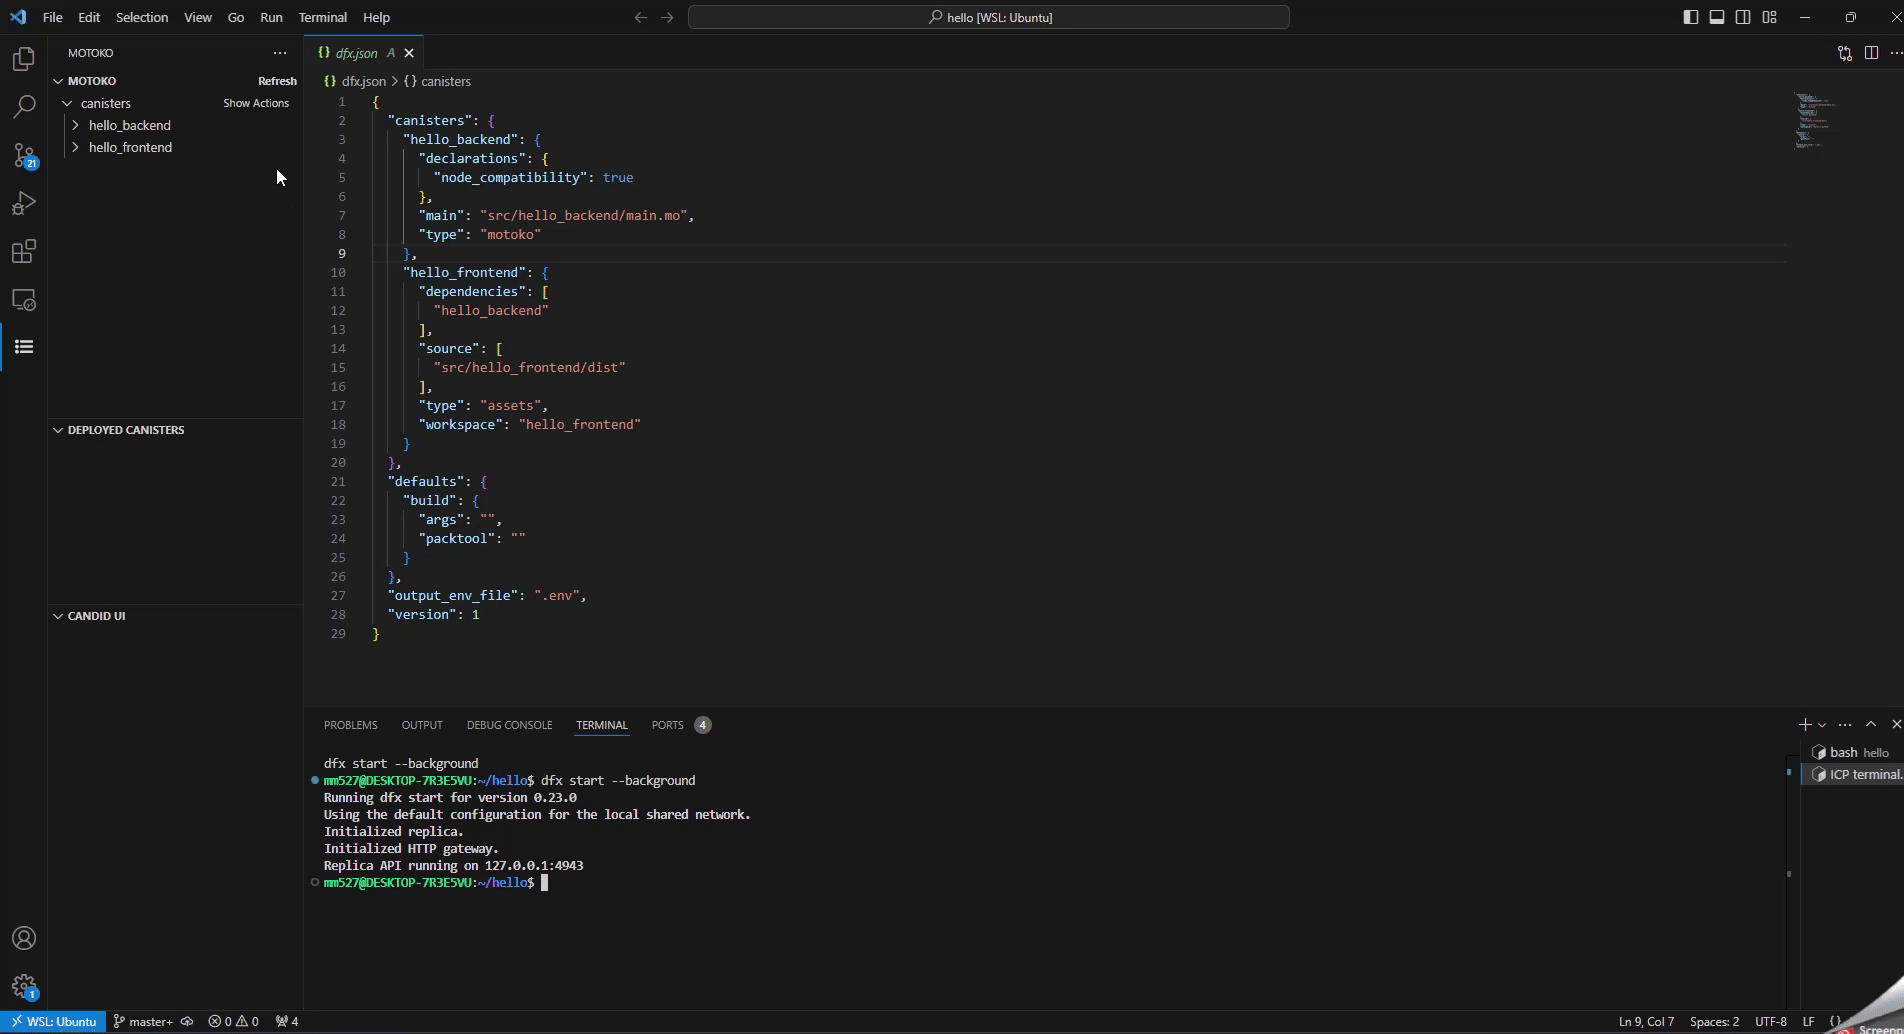 File Edit Selection View Go Run Terminal Help
hello [WSL: Ubuntu]
MOTOKO
MOTOKO Refresh
canisters Show Actions
hello_backend
hello_frontend
21
DEPLOYED CANISTERS
CANDID UI
1
{} dfx.json A
{} dfx.json > {} canisters
1 {
2 "canisters": {
3 "hello_backend": {
4 "declarations": {
5 "node_compatibility": true
6 },
7 "main": "src/hello_backend/main.mo",
8 "type": "motoko"
9 },
10 "hello_frontend": {
11 "dependencies": [
12 "hello_backend"
13 ],
14 "source": [
15 "src/hello_frontend/dist"
16 ],
17 "type": "assets",
18 "workspace": "hello_frontend"
19 }
20 },
21 "defaults": {
22 "build": {
23 "args": "",
24 "packtool": ""
25 }
26 },
27 "output_env_file": ".env",
28 "version": 1
29 }
PROBLEMS OUTPUT DEBUG CONSOLE TERMINAL PORTS 4
dfx start --background
mm527@DESKTOP-7R3E5VU:~/hello$ dfx start --background
Running dfx start for version 0.23.0
Using the default configuration for the local shared network.
Initialized replica.
Initialized HTTP gateway.
Replica API running on 127.0.0.1:4943
mm527@DESKTOP-7R3E5VU:~/hello$
bash hello
ICP terminal.
WSL: Ubuntu master+ 0 0 4
Ln 9, Col 7 Spaces: 2 UTF-8 LF {}